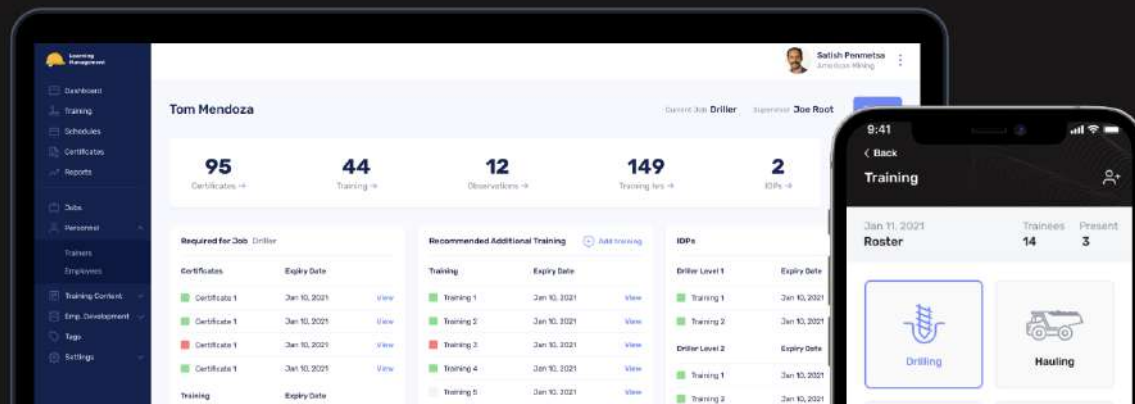 Learning
Management
Dashboard
Training
Schedules
Certificates
Reports
Jobs
Personnel
Trainers
Employees
Training Content
Emp. Development
Tags
Settings
Satish Penmetsa
American Mining
Tom Mendoza
Current Job Driller
Supervisor Joe Root
95
Certificates →
44
Training →
12
Observations →
149
Training hrs →
2
IDPs →
Required for Job Driller
Certificates Expiry Date
Certificate 1 Jan 10, 2021 View
Certificate 1 Jan 10, 2021 View
Certificate 1 Jan 10, 2021 View
Certificate 1 Jan 10, 2021 View
Training Expiry Date
Recommended Additional Training Add training
Training Expiry Date
Training 1 Jan 10, 2021 View
Training 2 Jan 10, 2021 View
Training 3 Jan 10, 2021 View
Training 4 Jan 10, 2021 View
Training 5 Jan 10, 2021 View
IDPs
Driller Level 1 Expiry Date
Training 1 Jan 10, 2021
Training 2 Jan 10, 2021
Driller Level 2 Expiry Date
Training 1 Jan 10, 2021
Training 2 Jan 10, 2021
9:41
< Back
Training
Jan 11, 2021
Roster
Trainees
14
Present
3
Drilling
Hauling